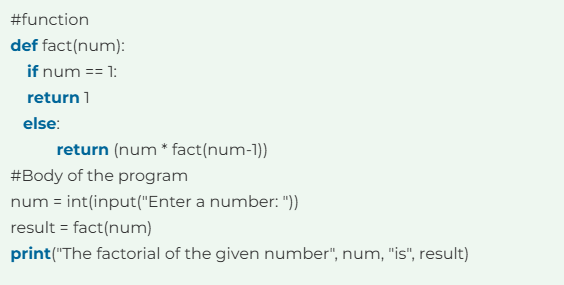 #function
def fact(num):
if num == 1:
return 1
else:
return (num * fact(num-1))
#Body of the program
num = int(input("Enter a number: "))
result = fact(num)
print("The factorial of the given number", num, "is", result)